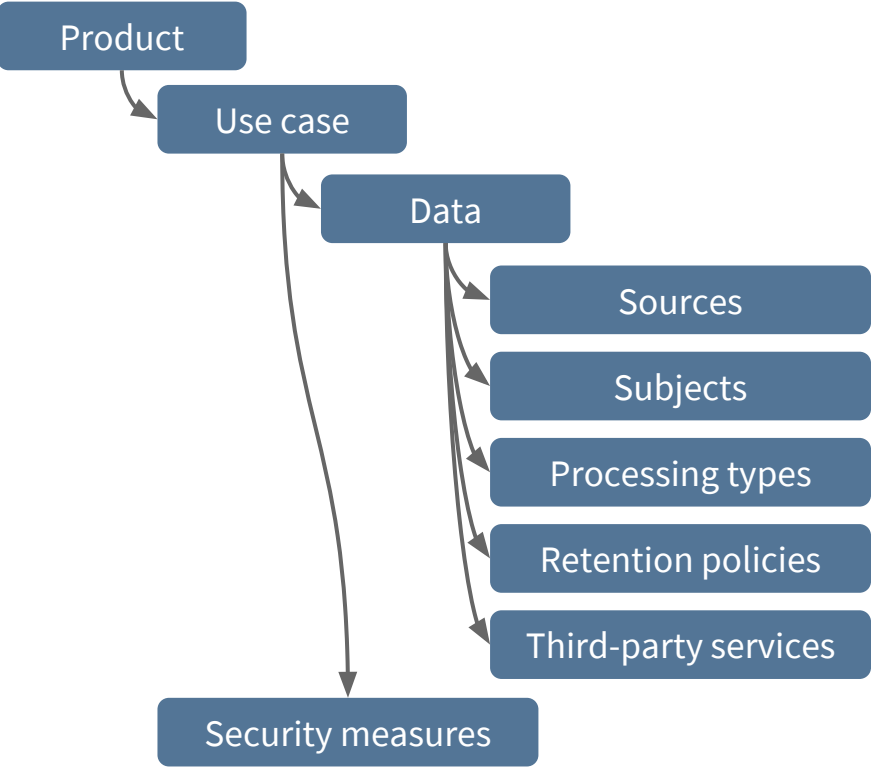 Product
Use case
Data
Sources
Subjects
Processing types
Retention policies
Third-party services
Security measures